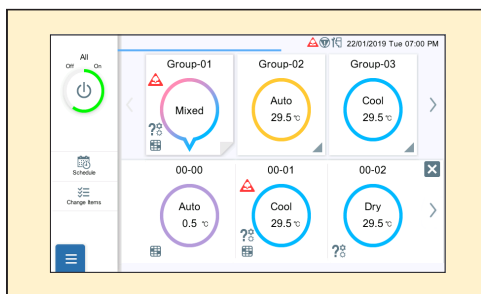 22/01/2019 Tue 07:00 PM
All
Off On
Group-01 Group-02 Group-03
Mixed
Auto
29.5 °C
Cool
29.5 °C
Schedule
Change Items
00-00 00-01 00-02
Auto
0.5 °C
Cool
29.5 °C
Dry
29.5 °C